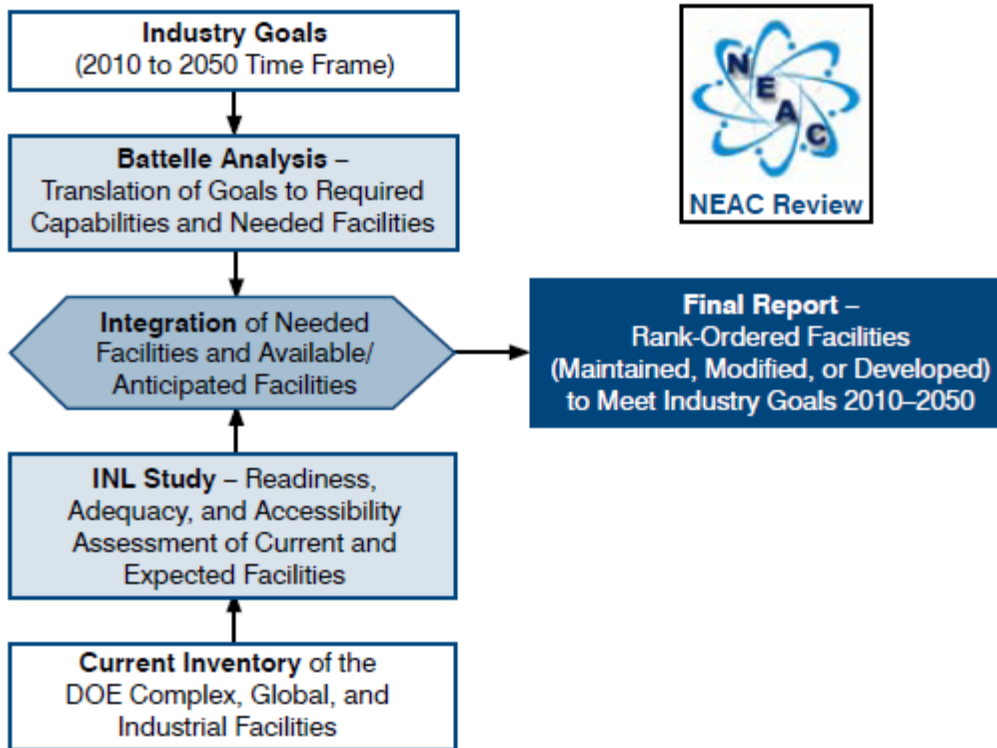 Industry Goals
(2010 to 2050 Time Frame)
Battelle Analysis –
Translation of Goals to Required
Capabilities and Needed Facilities
Integration of Needed
Facilities and Available/
Anticipated Facilities
INL Study – Readiness,
Adequacy, and Accessibility
Assessment of Current and
Expected Facilities
Current Inventory of the
DOE Complex, Global, and
Industrial Facilities
NEAC
NEAC Review
Final Report –
Rank-Ordered Facilities
(Maintained, Modified, or Developed)
to Meet Industry Goals 2010–2050